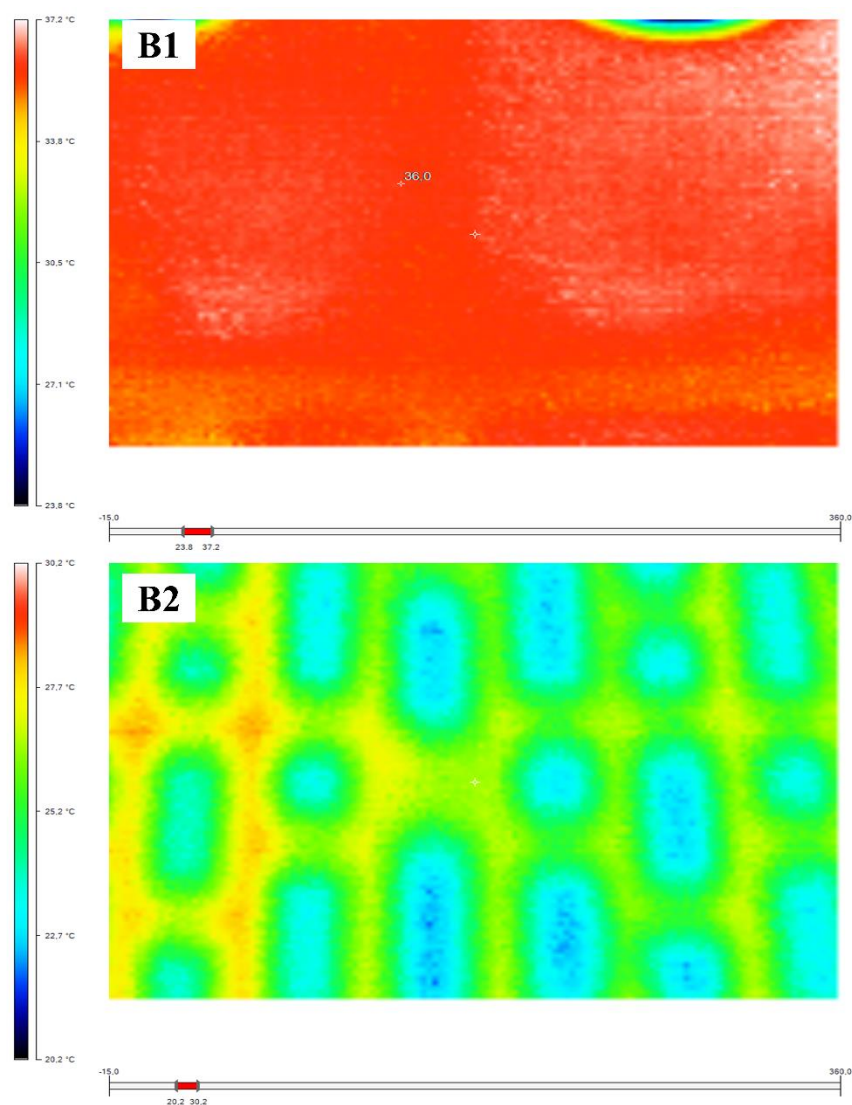 37,2 °C
B1
33,8 °C
36,0
30,5 °C
27,1 °C
23,8 °C
-15,0
360,0
23,8 37,2
30,2 °C
B2
27,7 °C
25,2 °C
22,7 °C
20,2 °C
-15,0
360,0
20,2 30,2